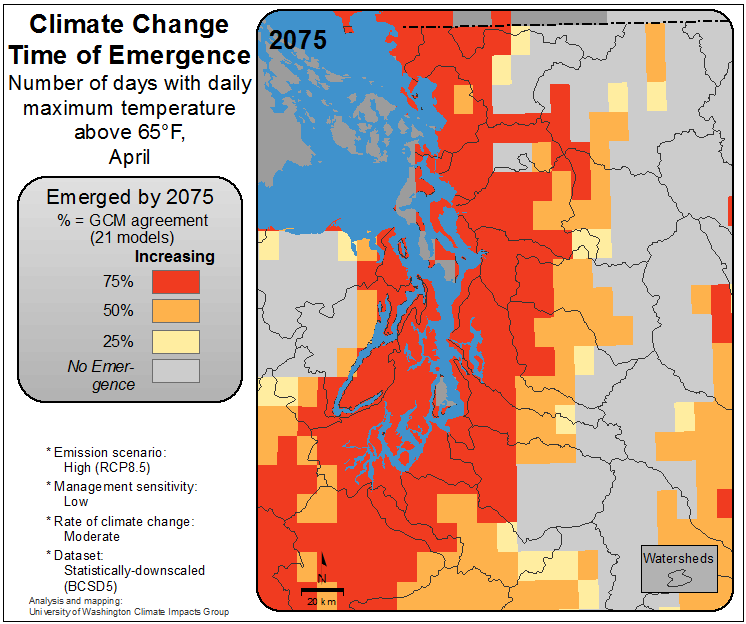 Climate Change
Time of Emergence
Number of days with daily
maximum temperature
above 65°F,
April
Emerged by 2075
% = GCM agreement
(21 models)
Increasing
75%
50%
25%
No Emer-
gence
* Emission scenario:
High (RCP8.5)
* Management sensitivity:
Low
* Rate of climate change:
Moderate
* Dataset:
Statistically-downscaled
(BCSD5)
Analysis and mapping:
University of Washington Climate Impacts Group
2075
N
20 km
Watersheds